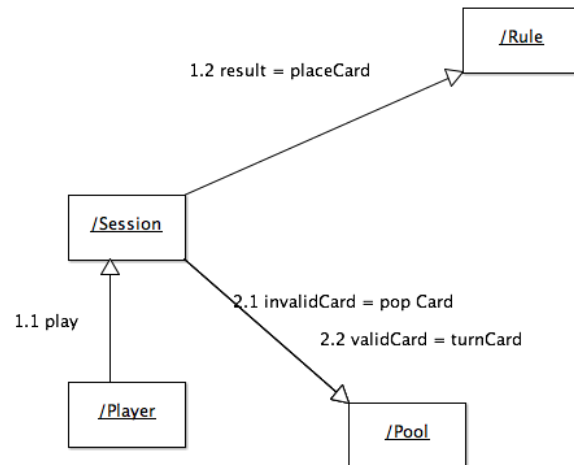 /Rule
1.2 result = placeCard
/Session
2.1 invalidCard = pop Card
1.1 play
2.2 validCard = turnCard
/Player
/Pool